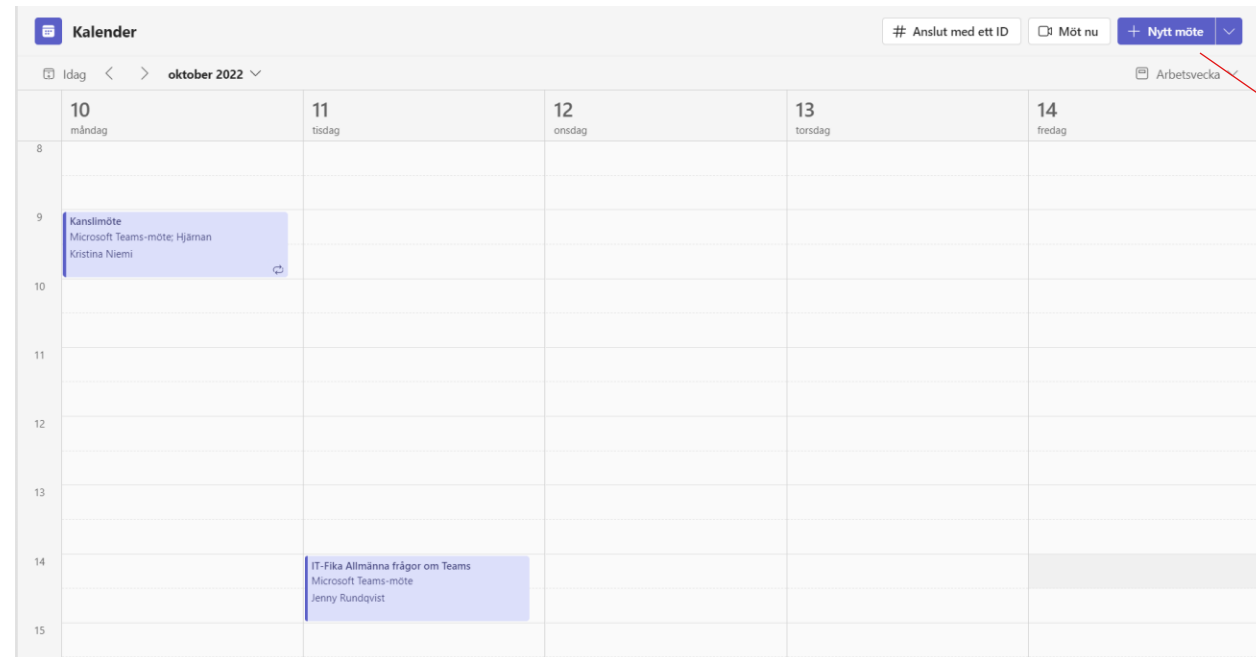 Kalender
# Anslut med ett ID
Möt nu
+ Nytt möte
Idag
oktober 2022
Arbetsvecka
10
måndag
11
tisdag
12
onsdag
13
torsdag
14
fredag
8
9
Kanslimöte
Microsoft Teams-möte; Hjärnan
Kristina Niemi
10
11
12
13
14
IT-Fika Allmänna frågor om Teams
Microsoft Teams-möte
Jenny Rundqvist
15